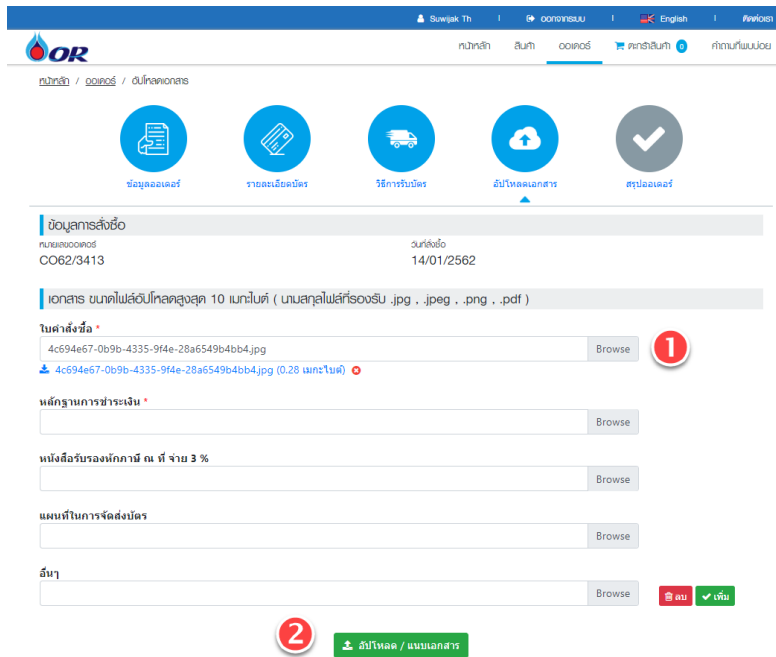 Suwijak Th | ออกจากระบบ | English | ติดต่อเรา
OR
หน้าหลัก สินค้า ออเดอร์ ตะกร้าสินค้า 0 คำถามที่พบบ่อย
หน้าหลัก / ออเดอร์ / อัปโหลดเอกสาร
ข้อมูลออเดอร์ รายละเอียดบัตร วิธีการรับบัตร อัปโหลดเอกสาร สรุปออเดอร์
ข้อมูลการสั่งซื้อ
หมายเลขออเดอร์ วันที่สั่งซื้อ
CO62/3413 14/01/2562
เอกสาร ขนาดไฟล์อัปโหลดสูงสุด 10 เมกะไบต์ ( นามสกุลไฟล์ที่รองรับ .jpg , .jpeg , .png , .pdf )
ใบคำสั่งซื้อ *
4c694e67-0b9b-4335-9f4e-28a6549b4bb4.jpg Browse 1
4c694e67-0b9b-4335-9f4e-28a6549b4bb4.jpg (0.28 เมกะไบต์)
หลักฐานการชำระเงิน *
Browse
หนังสือรับรองหักภาษี ณ ที่ จ่าย 3 %
Browse
แผนที่ในการจัดส่งบัตร
Browse
อื่นๆ
Browse ลบ เพิ่ม
2 อัปโหลด / แนบเอกสาร